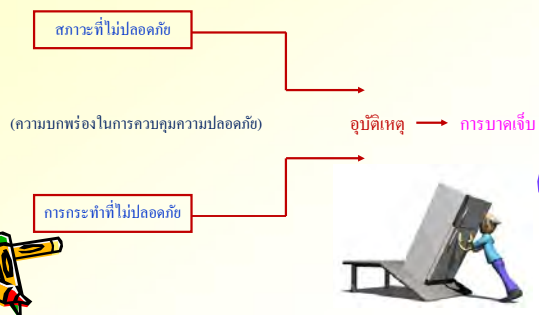 สภาวะที่ไม่ปลอดภัย
(ความบกพร่องในการควบคุมความปลอดภัย)
อุบัติเหตุ
การบาดเจ็บ
การกระทำที่ไม่ปลอดภัย